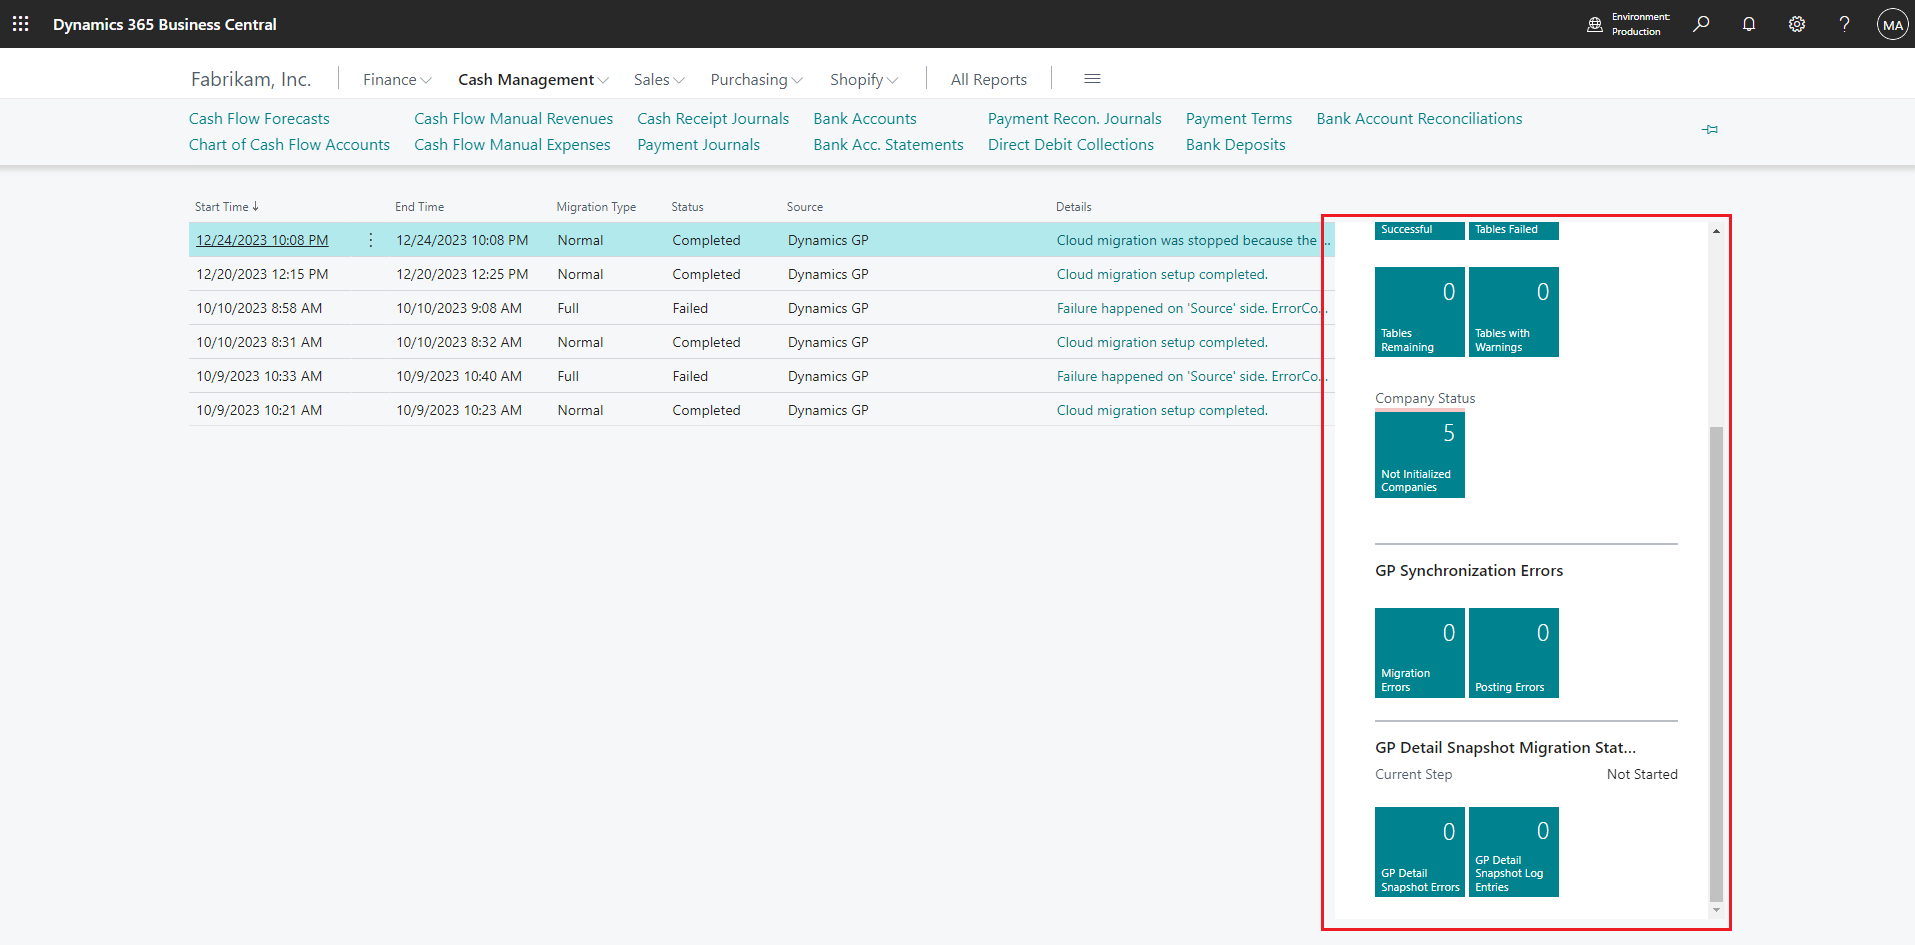 Dynamics 365 Business Central
Environment:
Production
MA
Fabrikam, Inc.
Finance
Cash Management
Sales
Purchasing
Shopify
All Reports
Cash Flow Forecasts
Cash Flow Manual Revenues
Cash Receipt Journals
Bank Accounts
Payment Recon. Journals
Payment Terms
Bank Account Reconciliations
Chart of Cash Flow Accounts
Cash Flow Manual Expenses
Payment Journals
Bank Acc. Statements
Direct Debit Collections
Bank Deposits
Start Time ↓ End Time Migration Type Status Source Details
12/24/2023 10:08 PM 12/24/2023 10:08 PM Normal Completed Dynamics GP Cloud migration was stopped because the ...
12/20/2023 12:15 PM 12/20/2023 12:25 PM Normal Completed Dynamics GP Cloud migration setup completed.
10/10/2023 8:58 AM 10/10/2023 9:08 AM Full Failed Dynamics GP Failure happened on 'Source' side. ErrorCo...
10/10/2023 8:31 AM 10/10/2023 8:32 AM Normal Completed Dynamics GP Cloud migration setup completed.
10/9/2023 10:33 AM 10/9/2023 10:40 AM Full Failed Dynamics GP Failure happened on 'Source' side. ErrorCo...
10/9/2023 10:21 AM 10/9/2023 10:23 AM Normal Completed Dynamics GP Cloud migration setup completed.
Successful
Tables Failed
0
Tables
Remaining
0
Tables with
Warnings
Company Status
5
Not Initialized
Companies
GP Synchronization Errors
0
Migration
Errors
0
Posting Errors
GP Detail Snapshot Migration Stat...
Current Step Not Started
0
GP Detail
Snapshot Errors
0
GP Detail
Snapshot Log
Entries